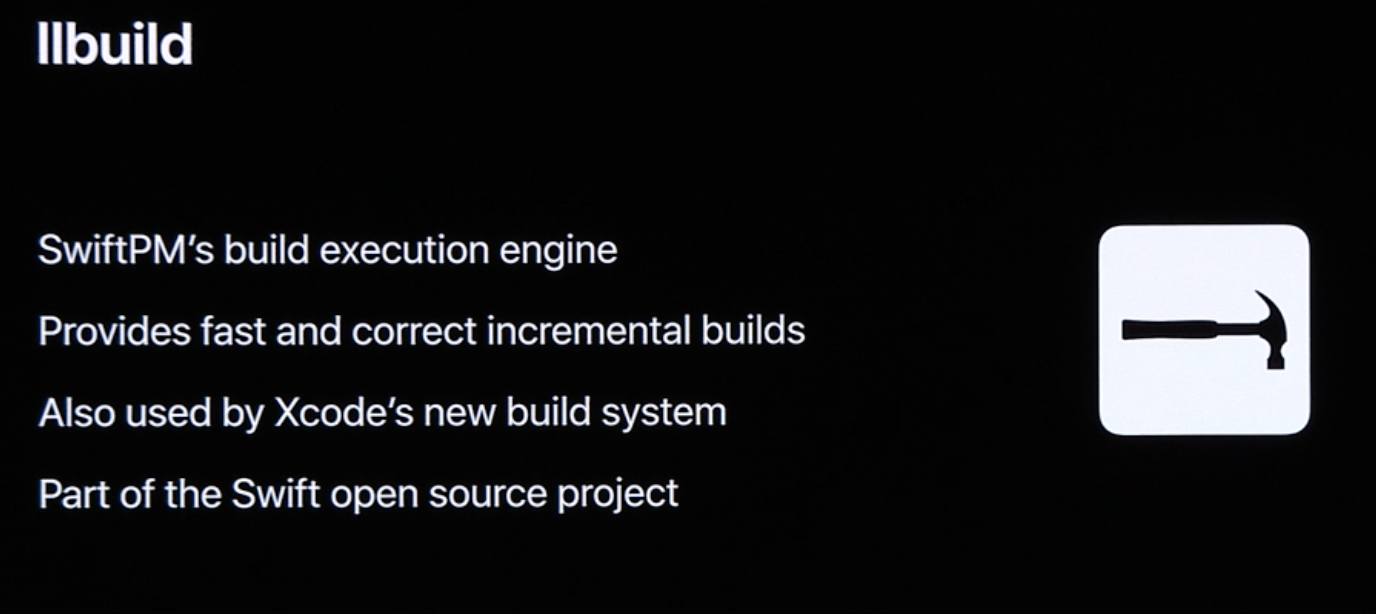 llbuild
SwiftPM’s build execution engine
Provides fast and correct incremental builds
Also used by Xcode’s new build system
Part of the Swift open source project